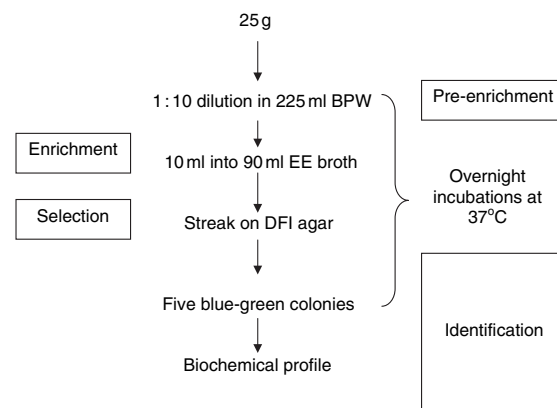 25 g
1 : 10 dilution in 225 ml BPW
Pre-enrichment
Enrichment
10 ml into 90 ml EE broth
Overnight
incubations at
37°C
Selection
Streak on DFI agar
Five blue-green colonies
Identification
Biochemical profile